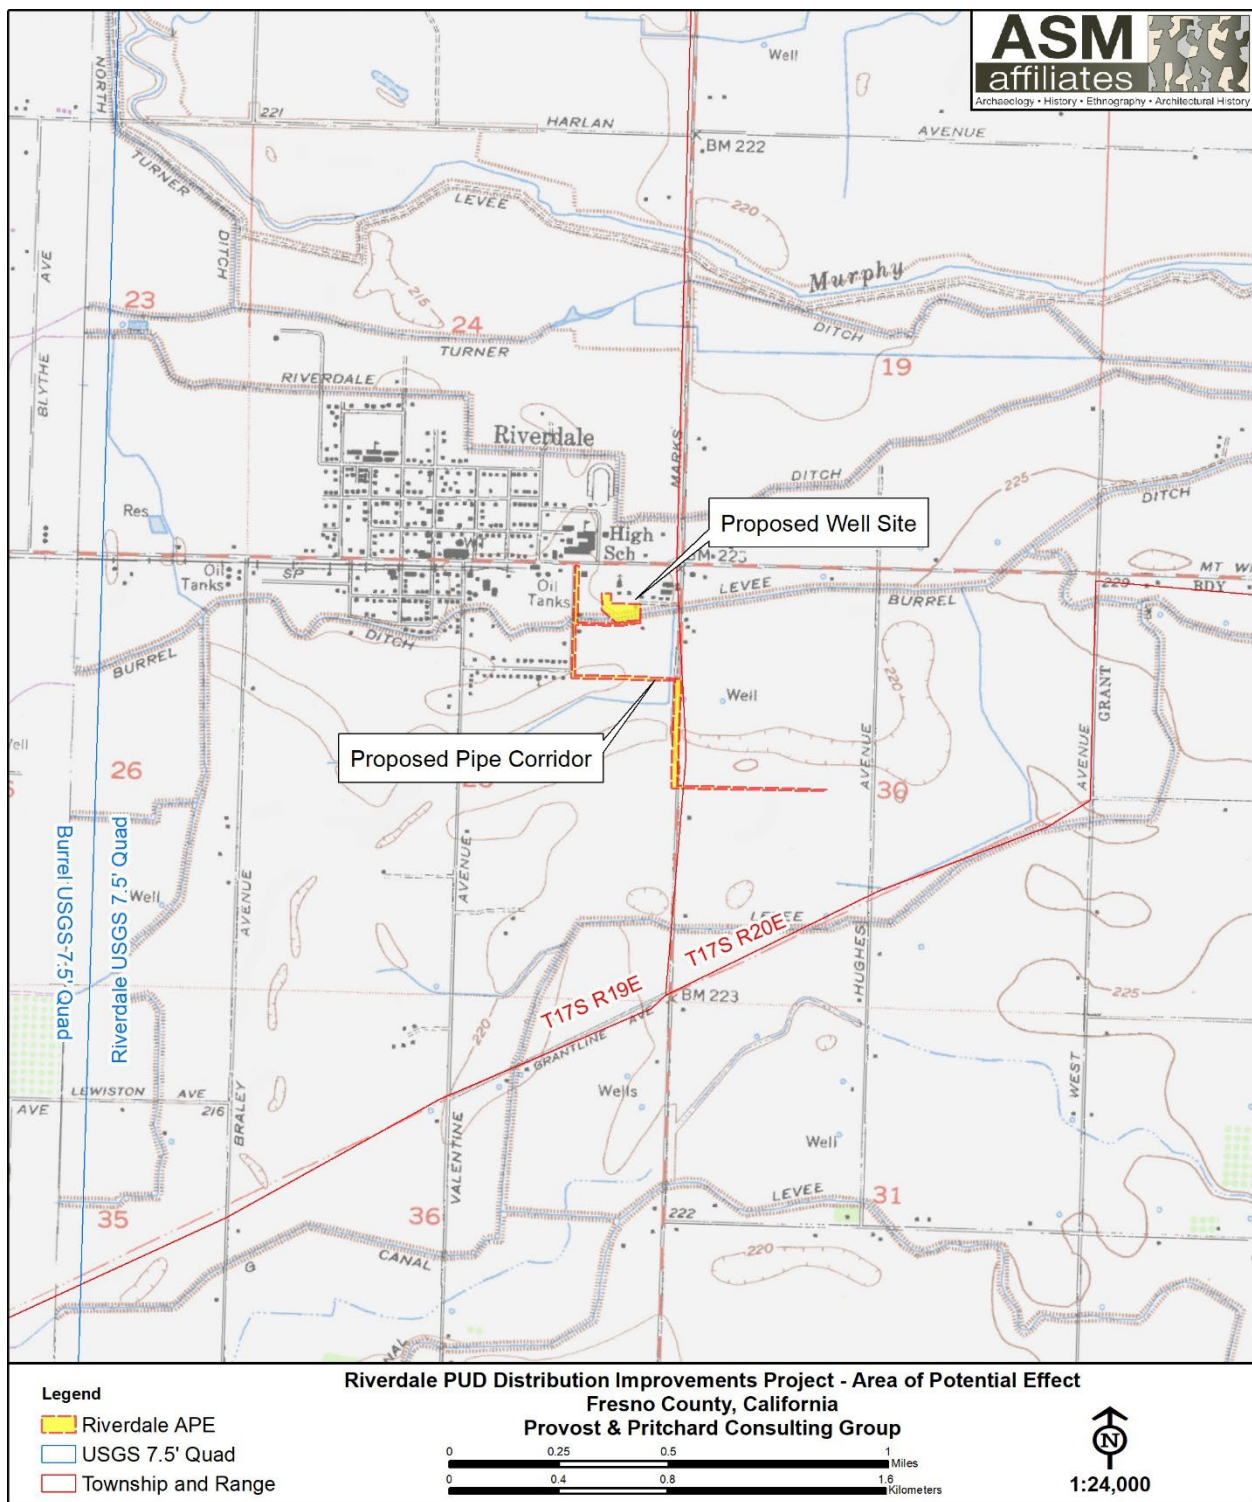 ASM
affiliates
Archaeology • History • Ethnography • Architectural History
Well
NORTH
221
HARLAN
AVENUE
BM 222
TURNER
LEVEE
220
DITCH
AVE
215
Murphy
23
24
DITCH
TURNER
19
BLYTHE
RIVERDALE
Riverdale
MARKS
DITCH
225
DITCH
Res
Proposed Well Site
High
Sch
Oil
Tanks
SP
Oil
Tanks
LEVEE
BURREL
229
BDY
BURREL
DITCH
GRANT
220
Well
Proposed Pipe Corridor
AVENUE
AVENUE
26
30
Burrel USGS 7.5' Quad
Riverdale USGS 7.5' Quad
Well
AVENUE
AVENUE
LEVEE
HUGHES
T17S R20E
T17S R19E
BM 223
225
220
GRANTLINE AVE
LEWISTON AVE
AVE
216
BRALEY
VALENTINE
Wells
WEST
Well
35
36
LEVEE
31
222
CANAL
G
220
Legend
Riverdale APE
USGS 7.5' Quad
Township and Range
Riverdale PUD Distribution Improvements Project - Area of Potential Effect
Fresno County, California
Provost & Pritchard Consulting Group
0 0.25 0.5 1
Miles
0 0.4 0.8 1.6
Kilometers
N
1:24,000